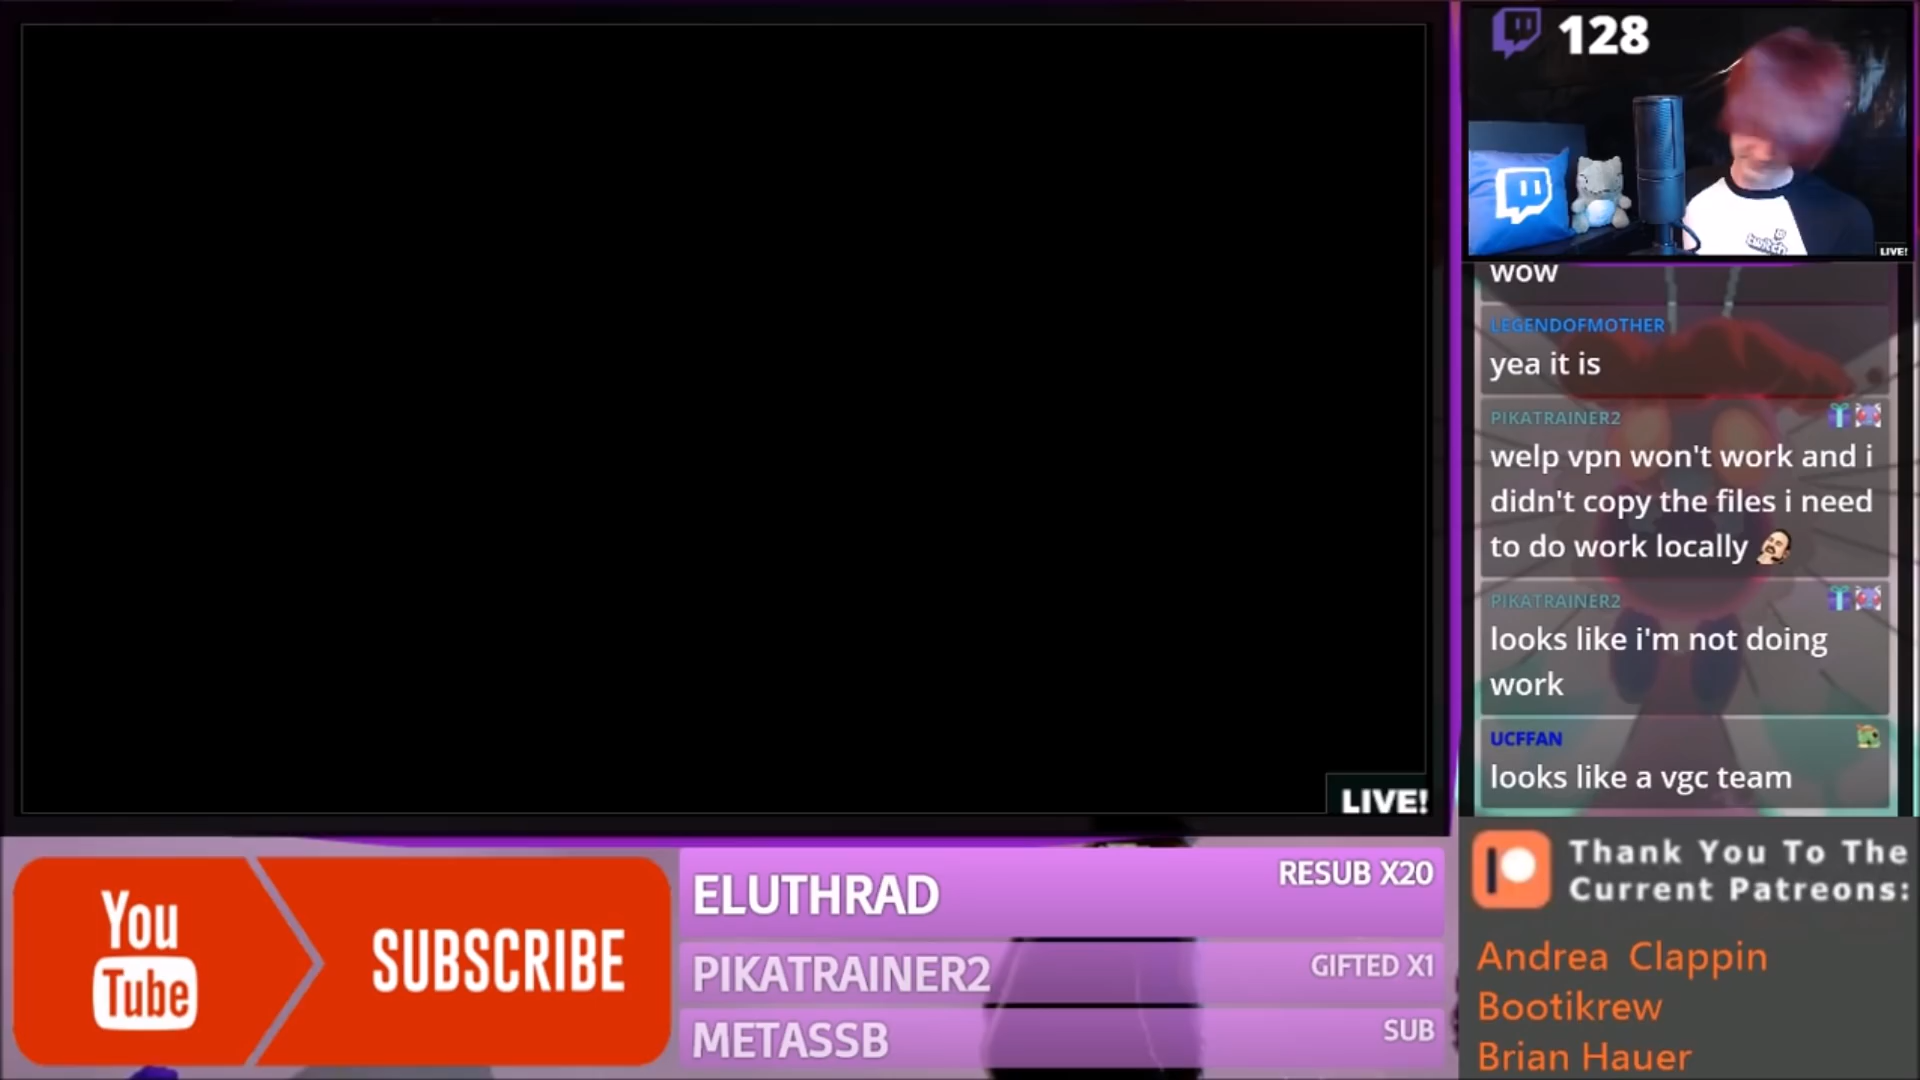 128
twitch
LIVE!
wow
LEGENDOFMOTHER
yea it is
PIKATRAINER2
welp vpn won't work and i
didn't copy the files i need
to do work locally
PIKATRAINER2
looks like i'm not doing
work
UCFFAN
looks like a vgc team
LIVE!
You
Tube
SUBSCRIBE
ELUTHRAD
RESUB X20
PIKATRAINER2
GIFTED X1
METASSB
SUB
Thank You To The
Current Patreons:
Andrea Clappin
Bootikrew
Brian Hauer